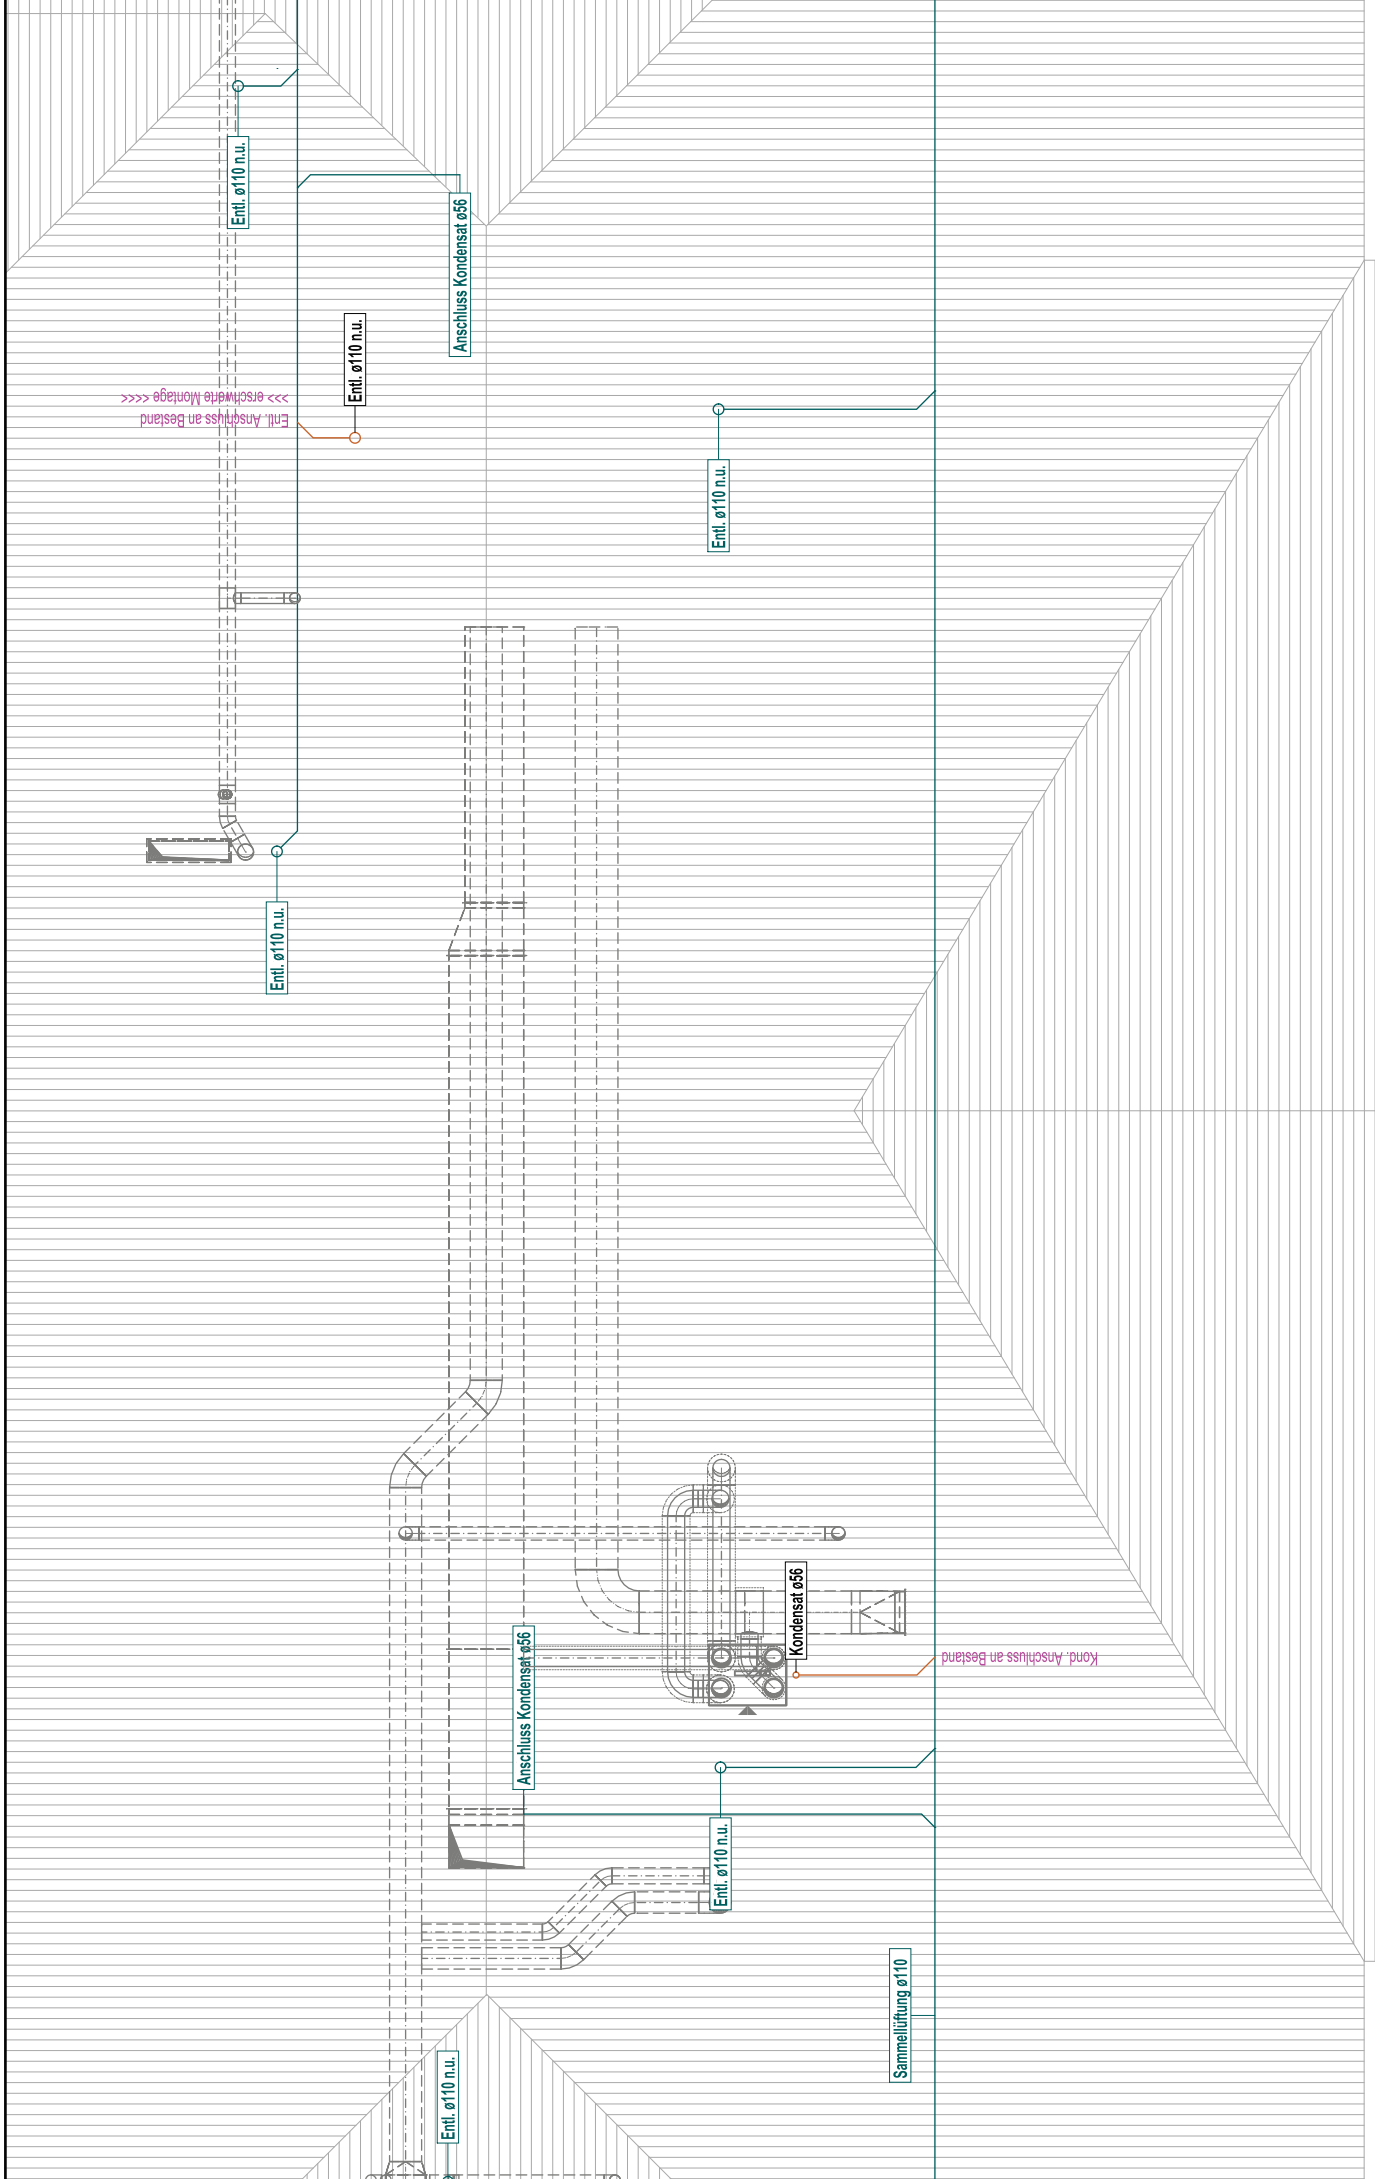 Entl. ø110 n.u.
Anschluss Kondensat ø56
Entl. ø110 n.u.
Entl. Anschluss an Bestand
>>> erschwerte Montage <<<<
Entl. ø110 n.u.
Entl. ø110 n.u.
Kondensat ø56
Anschluss Kondensat ø56
Kond. Anschluss an Bestand
Entl. ø110 n.u.
Sammellüftung ø110
Entl. ø110 n.u.